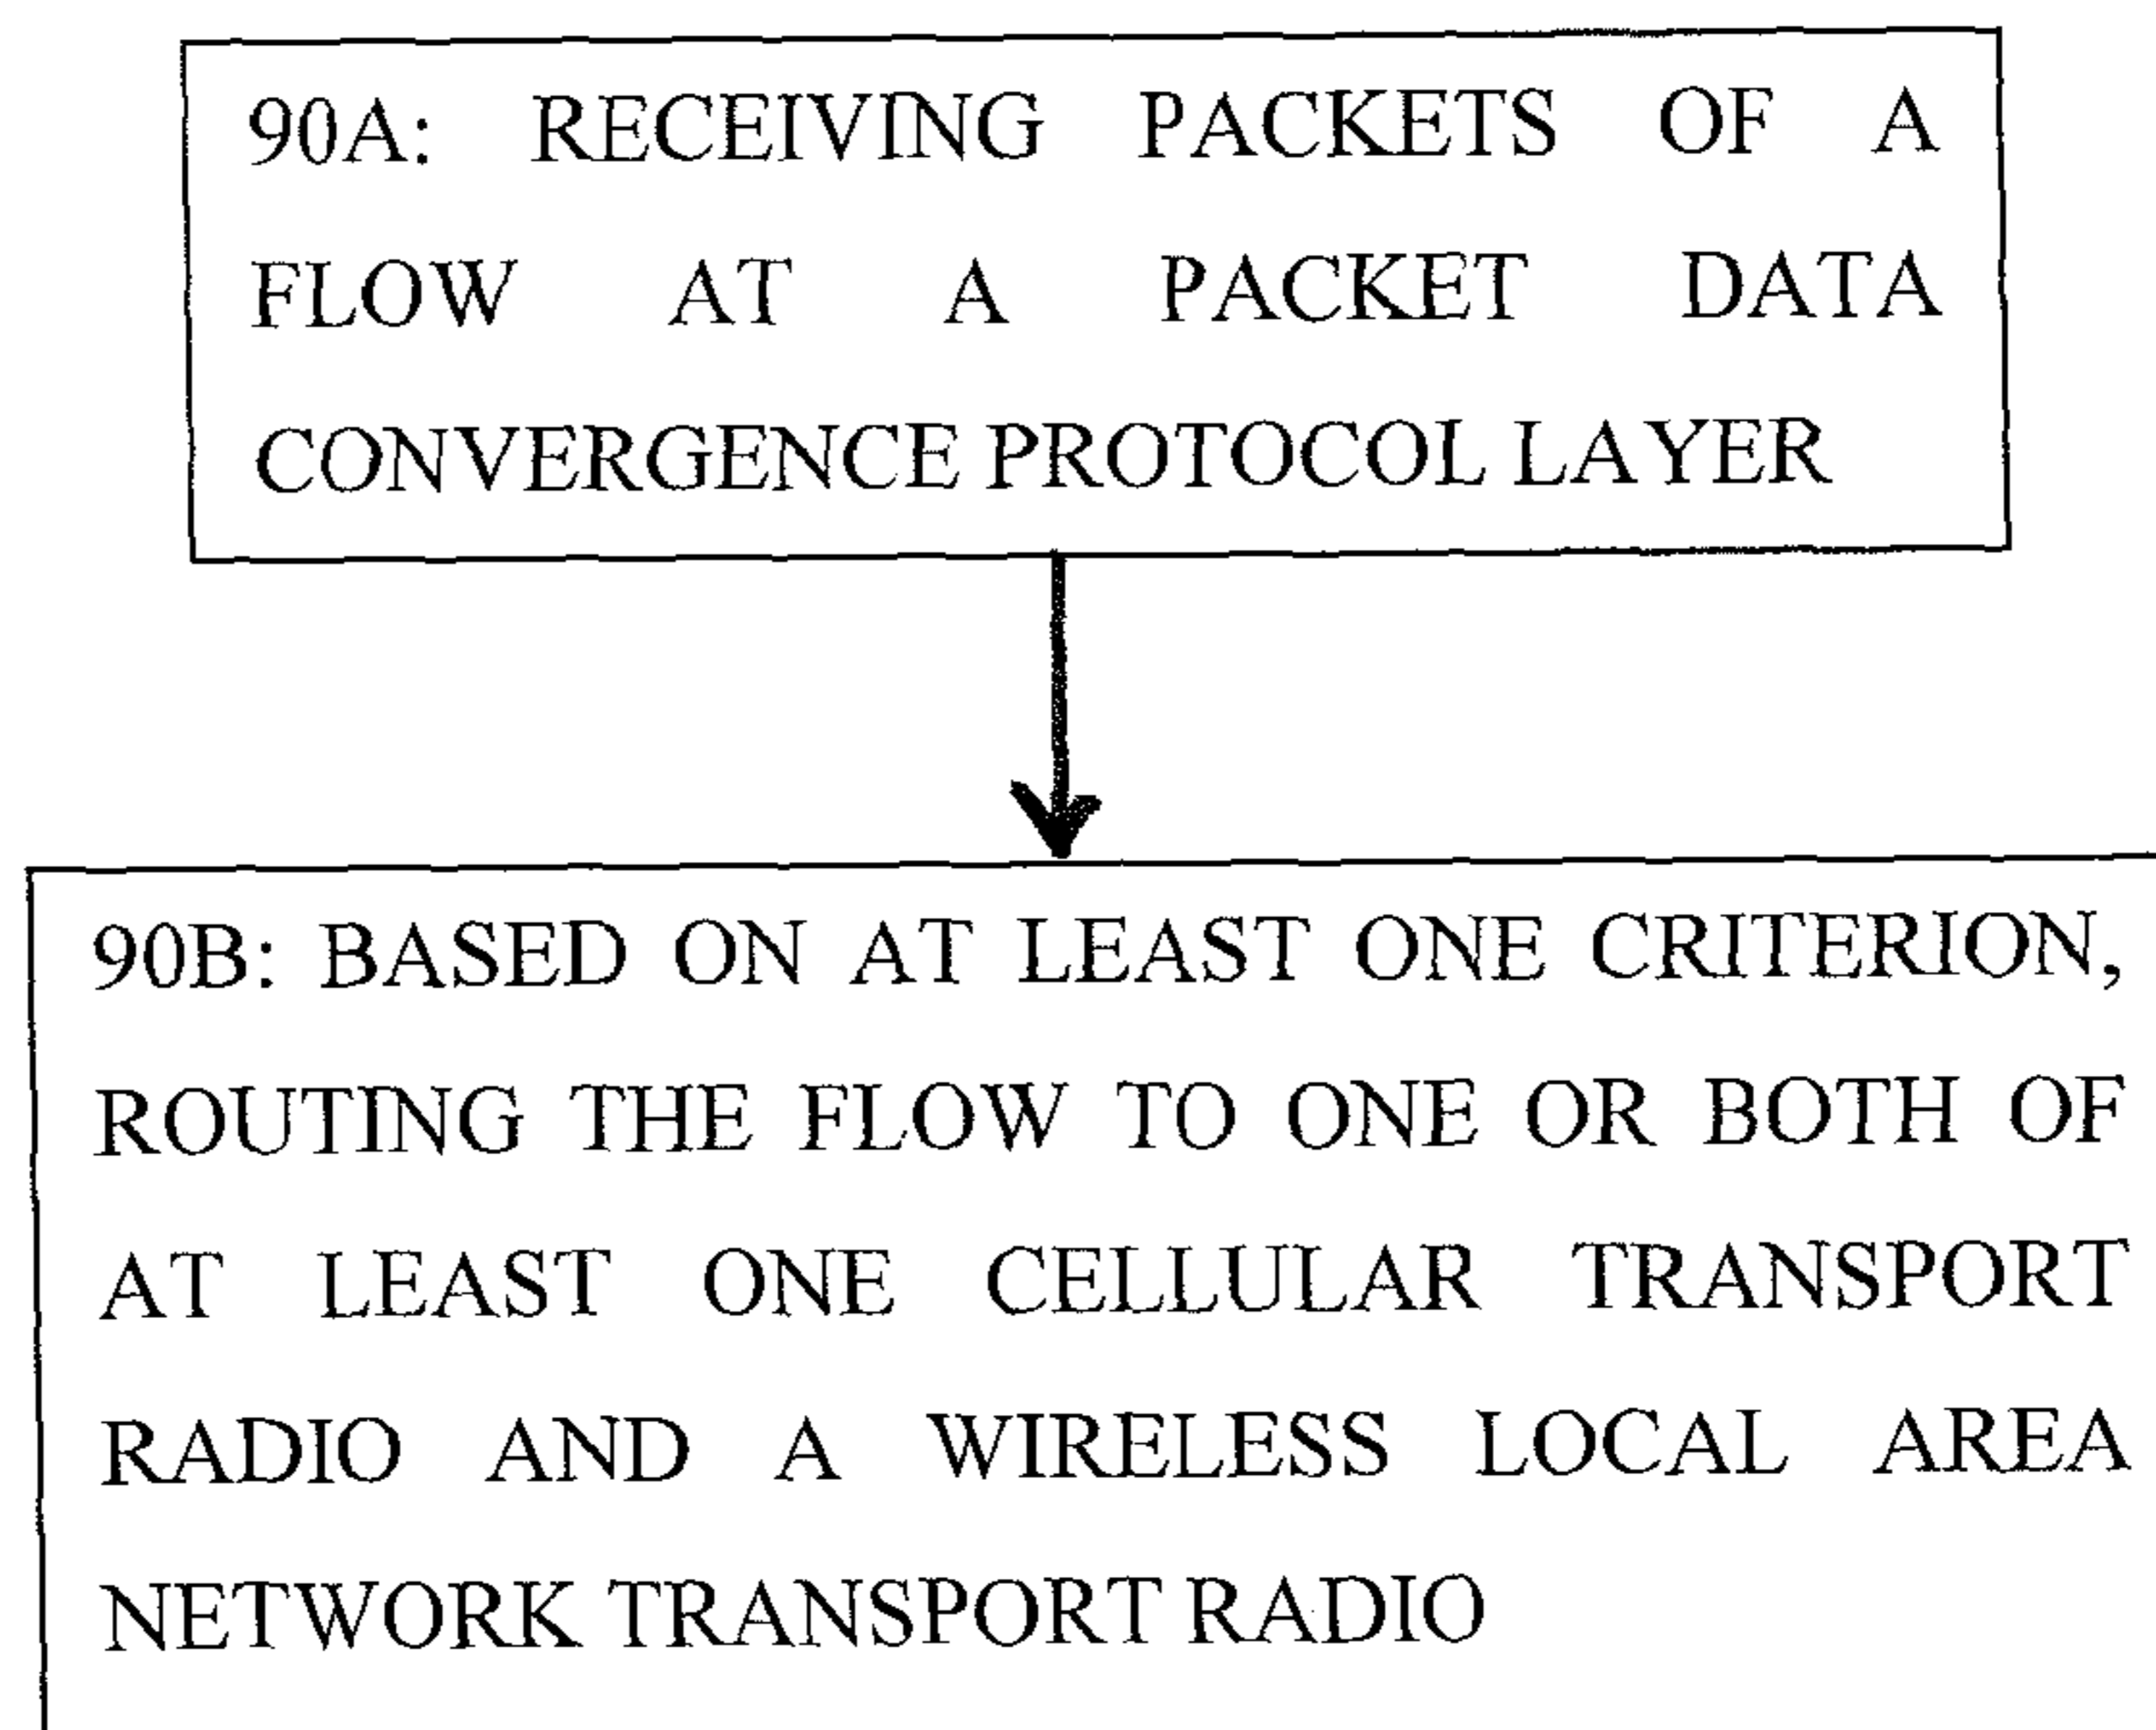 90A: RECEIVING PACKETS OF A
FLOW AT A PACKET DATA
CONVERGENCE PROTOCOL LAYER
90B: BASED ON AT LEAST ONE CRITERION,
ROUTING THE FLOW TO ONE OR BOTH OF
AT LEAST ONE CELLULAR TRANSPORT
RADIO AND A WIRELESS LOCAL AREA
NETWORK TRANSPORT RADIO